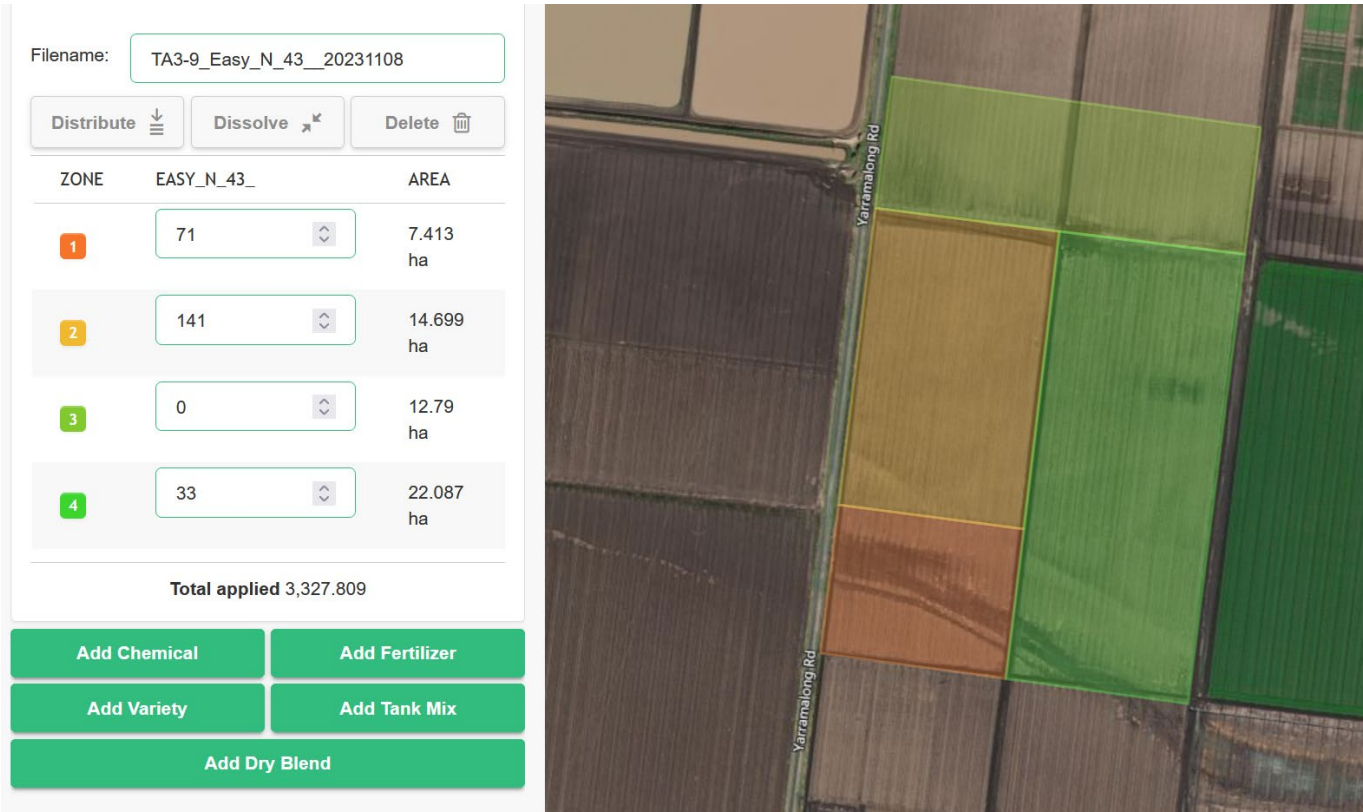 Filename:
TA3-9_Easy_N_43__20231108
Distribute
Dissolve
Delete
ZONE EASY_N_43_ AREA
1 71 7.413 ha
2 141 14.699 ha
3 0 12.79 ha
4 33 22.087 ha
Total applied 3,327.809
Add Chemical
Add Fertilizer
Add Variety
Add Tank Mix
Add Dry Blend
Yarramalong Rd
Yarramalong Rd